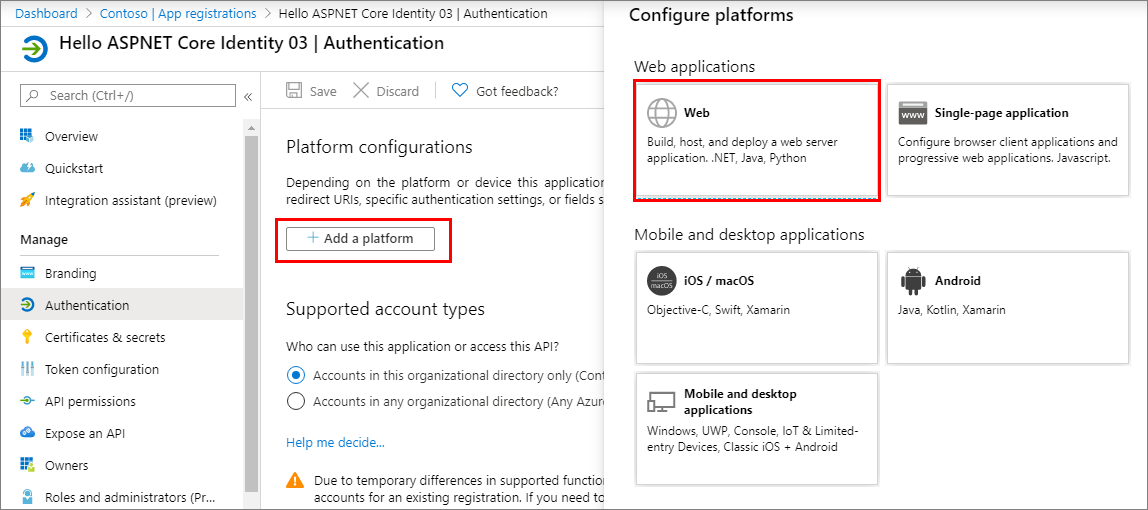 Dashboard > Contoso | App registrations > Hello ASPNET Core Identity 03 | Authentication
Hello ASPNET Core Identity 03 | Authentication
Search (Ctrl+/)
«
Overview
Quickstart
Integration assistant (preview)
Manage
Branding
Authentication
Certificates & secrets
Token configuration
API permissions
Expose an API
Owners
Roles and administrators (Pr...
Save
Discard
Got feedback?
Platform configurations
Depending on the platform or device this application
redirect URIs, specific authentication settings, or fields s
+ Add a platform
Supported account types
Who can use this application or access this API?
Accounts in this organizational directory only (Cont
Accounts in any organizational directory (Any Azure
Help me decide...
Due to temporary differences in supported function
accounts for an existing registration. If you need to
Configure platforms
Web applications
Web
Build, host, and deploy a web server
application. .NET, Java, Python
www
Single-page application
Configure browser client applications and
progressive web applications. Javascript.
Mobile and desktop applications
iOS
macOS
iOS / macOS
Objective-C, Swift, Xamarin
Android
Java, Kotlin, Xamarin
Mobile and desktop
applications
Windows, UWP, Console, IoT & Limited-
entry Devices, Classic iOS + Android